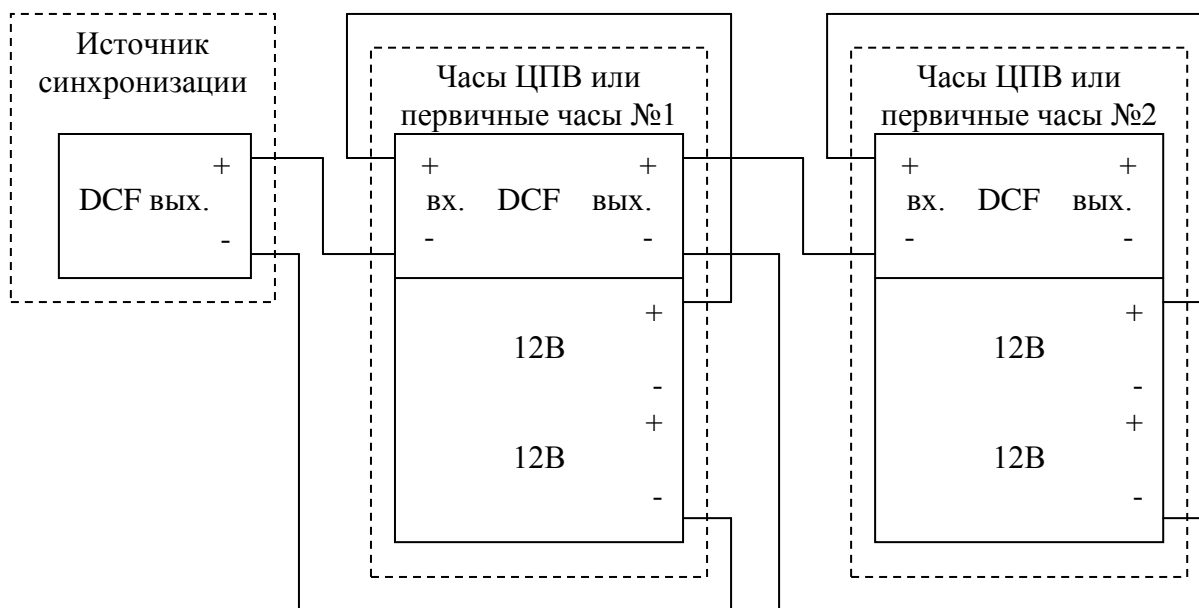 Источник
синхронизации
+
DCF вых.
-
Часы ЦПВ или
первичные часы №1
+ +
вх. DCF вых.
- -
+
12В
-
+
12В
-
Часы ЦПВ или
первичные часы №2
+ +
вх. DCF вых.
- -
+
12В
-
+
12В
-